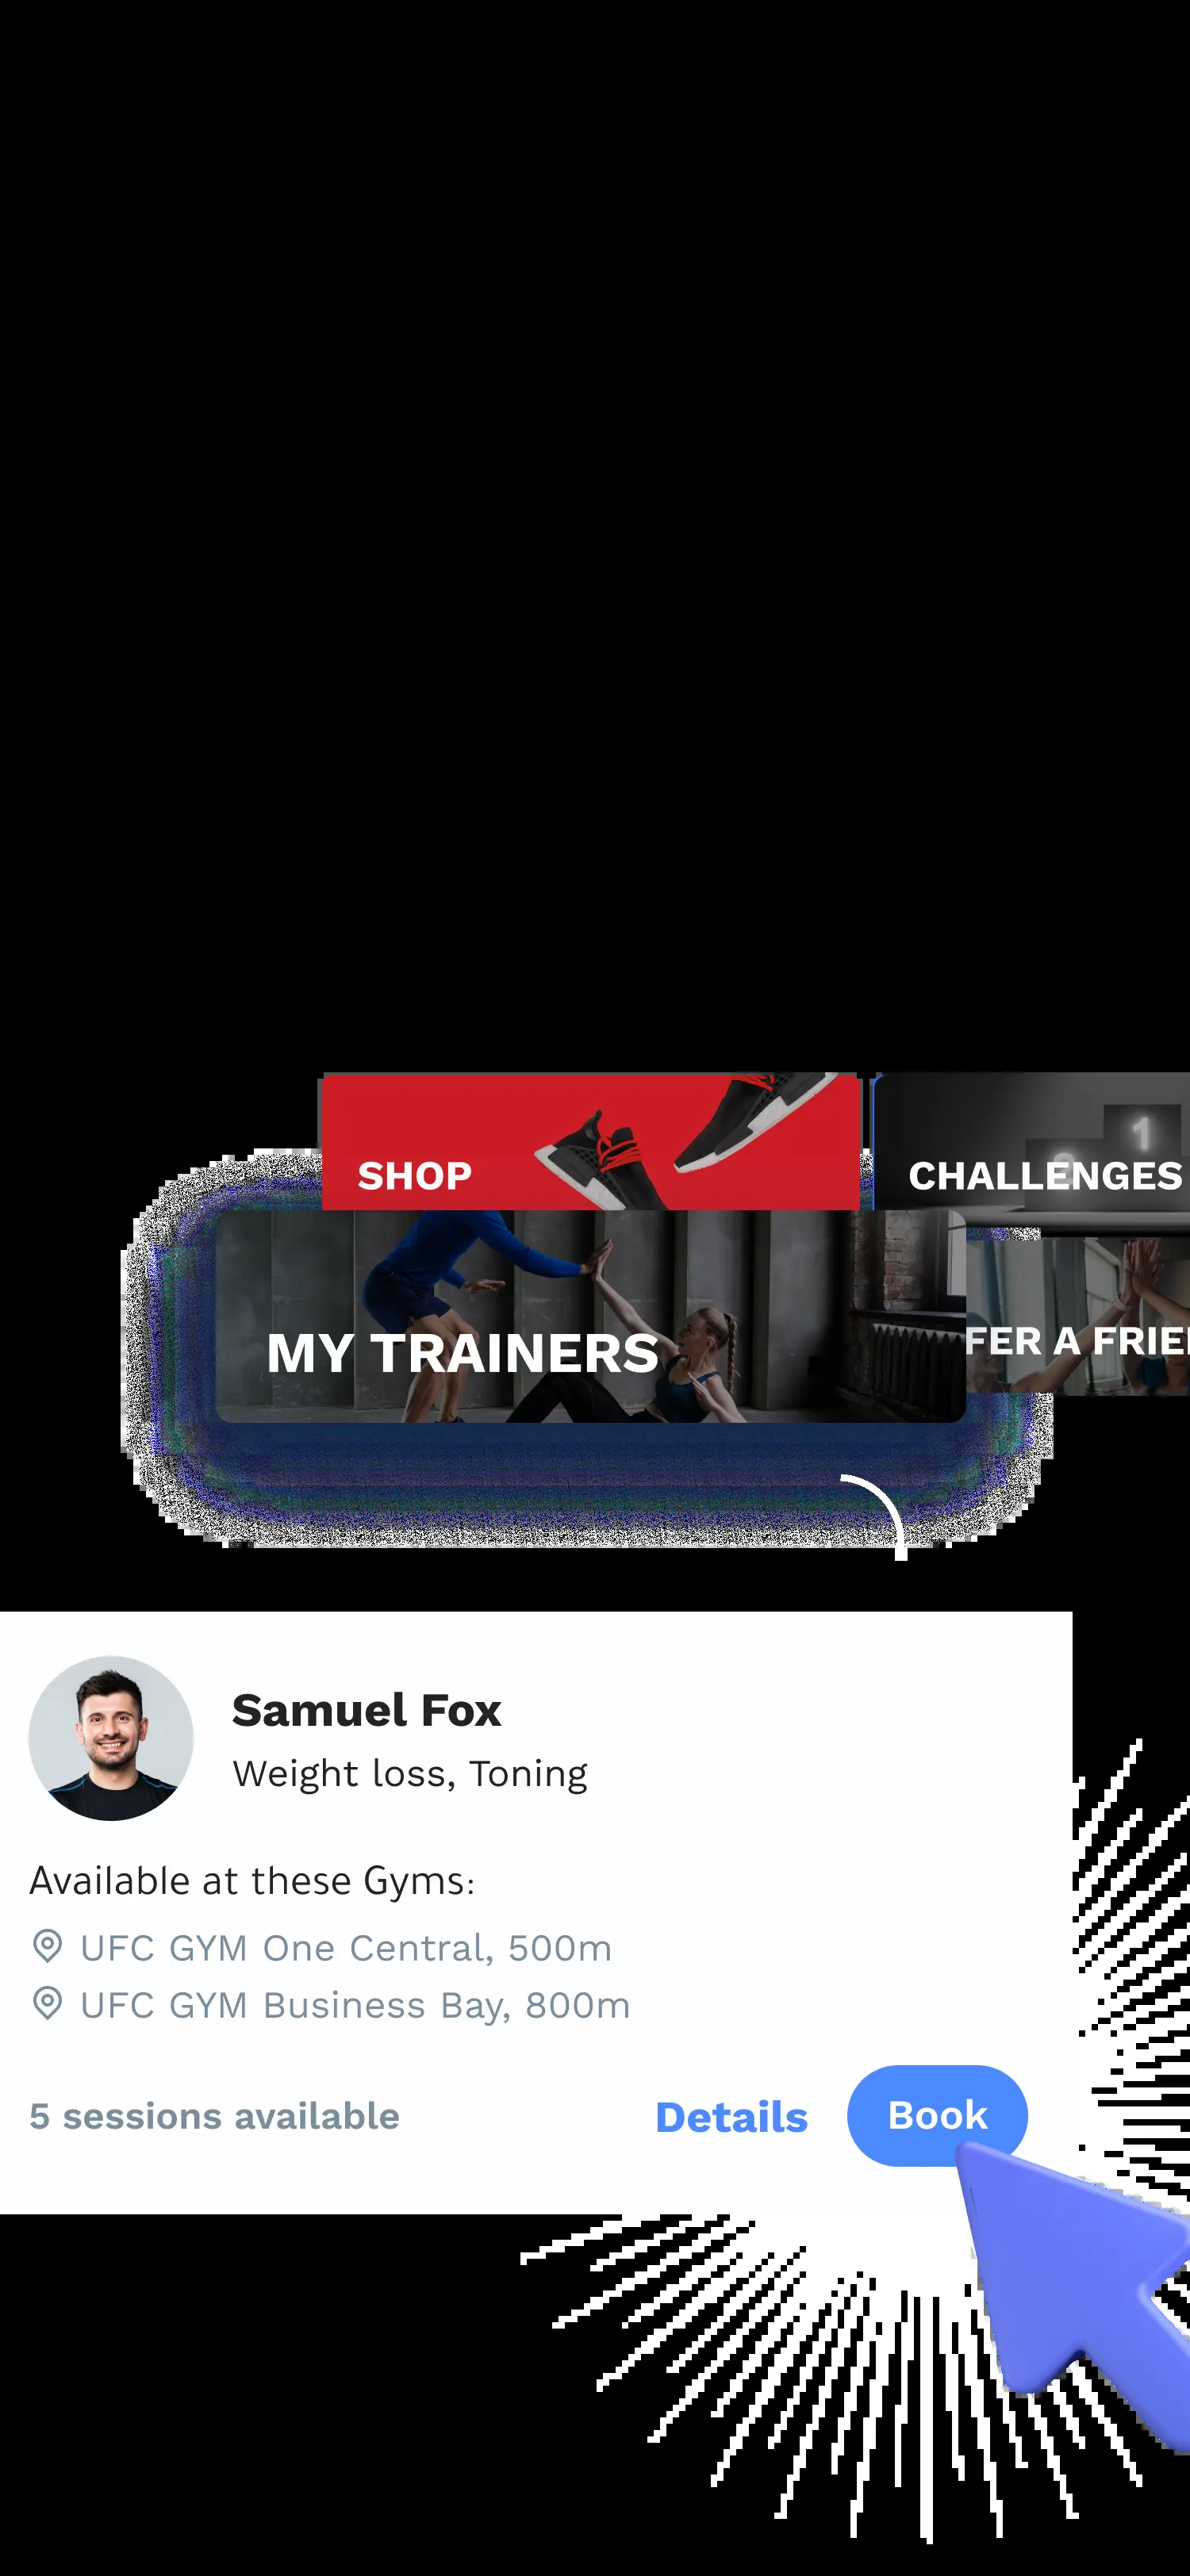 SHOP
CHALLENGES
1
MY TRAINERS
FER A FRIE
Samuel Fox
Weight loss, Toning
Available at these Gyms:
UFC GYM One Central, 500m
UFC GYM Business Bay, 800m
5 sessions available
Details
Book